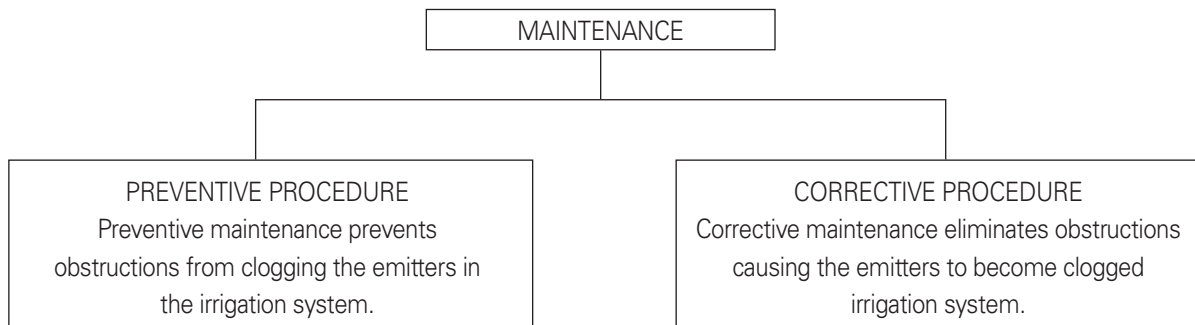 MAINTENANCE
PREVENTIVE PROCEDURE
Preventive maintenance prevents
obstructions from clogging the emitters in
the irrigation system.
CORRECTIVE PROCEDURE
Corrective maintenance eliminates obstructions
causing the emitters to become clogged
irrigation system.